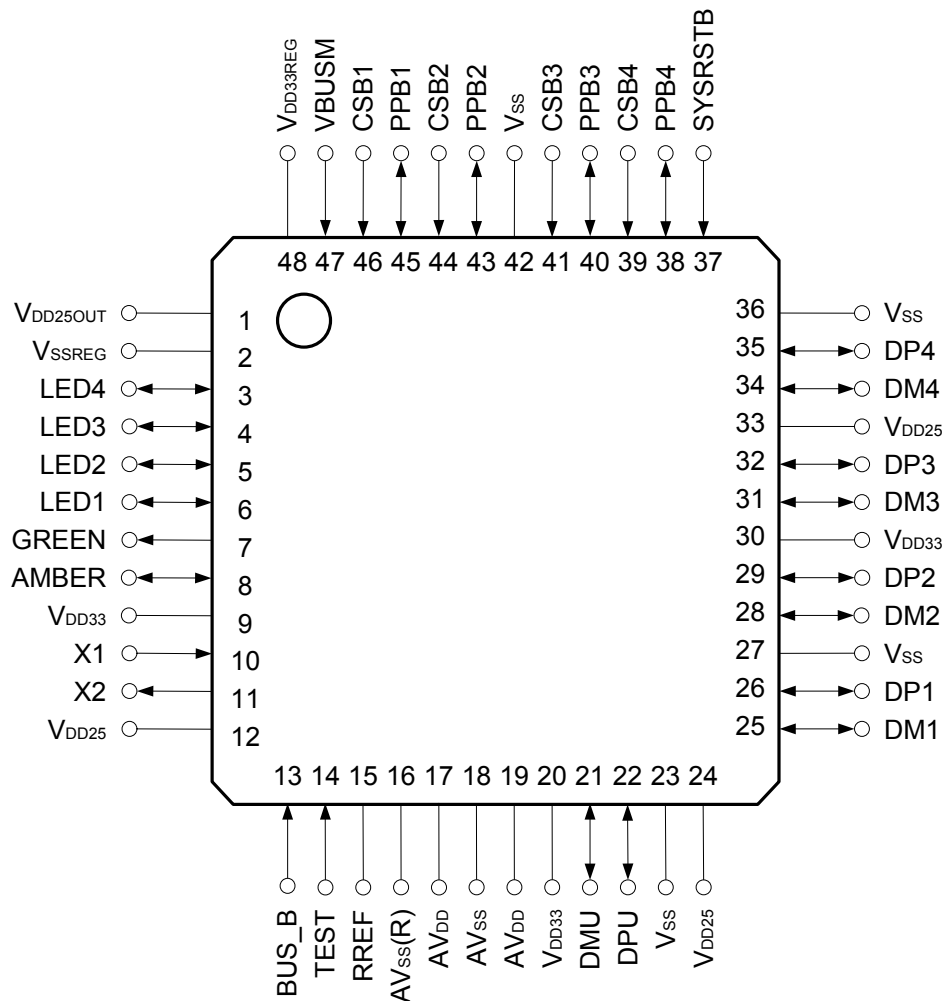 VDD33REG
VBUSM
CSB1
PPB1
CSB2
PPB2
VSS
CSB3
PPB3
CSB4
PPB4
SYSRSTB
48 47 46 45 44 43 42 41 40 39 38 37
VDD25OUT 1
VSSREG 2
LED4 3
LED3 4
LED2 5
LED1 6
GREEN 7
AMBER 8
VDD33 9
X1 10
X2 11
VDD25 12
36 VSS
35 DP4
34 DM4
33 VDD25
32 DP3
31 DM3
30 VDD33
29 DP2
28 DM2
27 VSS
26 DP1
25 DM1
13 14 15 16 17 18 19 20 21 22 23 24
BUS_B
TEST
RREF
AVSS(R)
AVDD
AVSS
AVDD
VDD33
DMU
DPU
VSS
VDD25